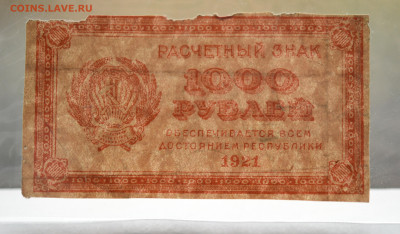 COINS.LAVE.RU
РАСЧЕТНЫЙ ЗНАК
1000
РУБЛЕЙ
ОБЕСПЕЧИВАЕТСЯ ВСЕМ
ДОСТОЯНИЕМ РЕСПУБЛИКИ
1921